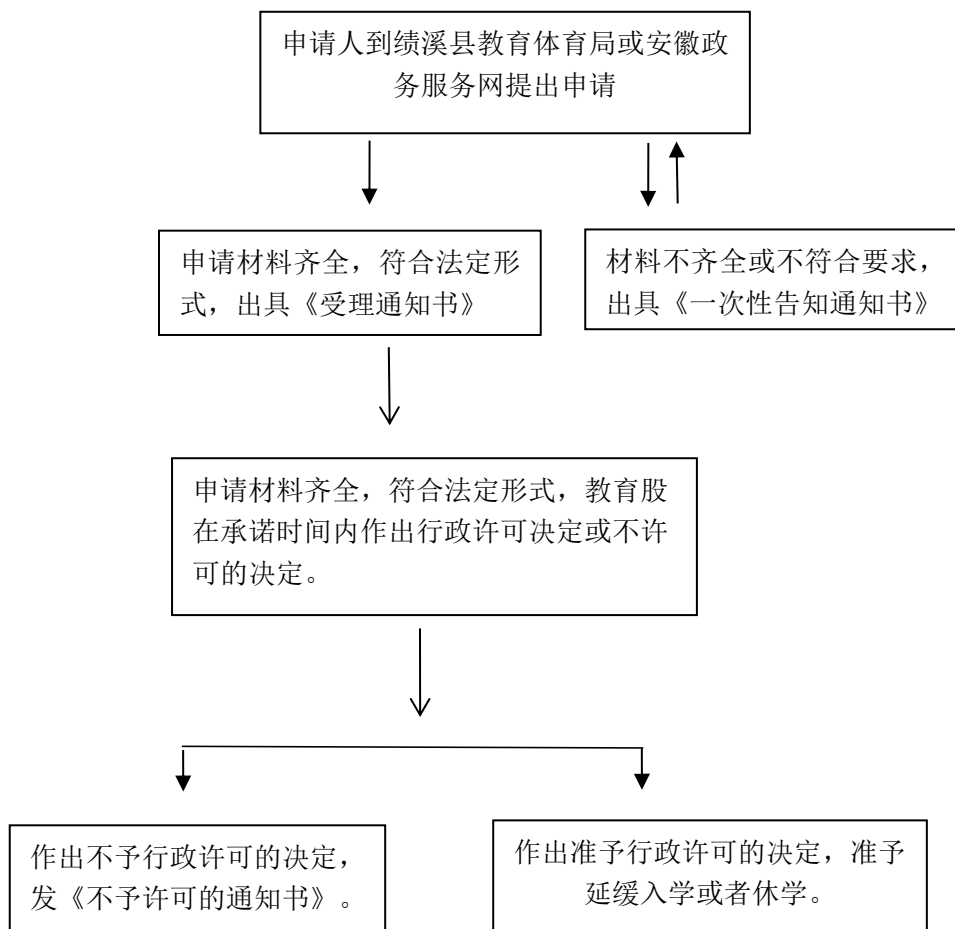 申请人到绩溪县教育体育局或安徽政
务服务网提出申请
申请材料齐全，符合法定形
式，出具《受理通知书》
材料不齐全或不符合要求，
出具《一次性告知通知书》
申请材料齐全，符合法定形式，教育股
在承诺时间内作出行政许可决定或不许
可的决定。
作出不予行政许可的决定，
发《不予许可的通知书》。
作出准予行政许可的决定，准予
延缓入学或者休学。